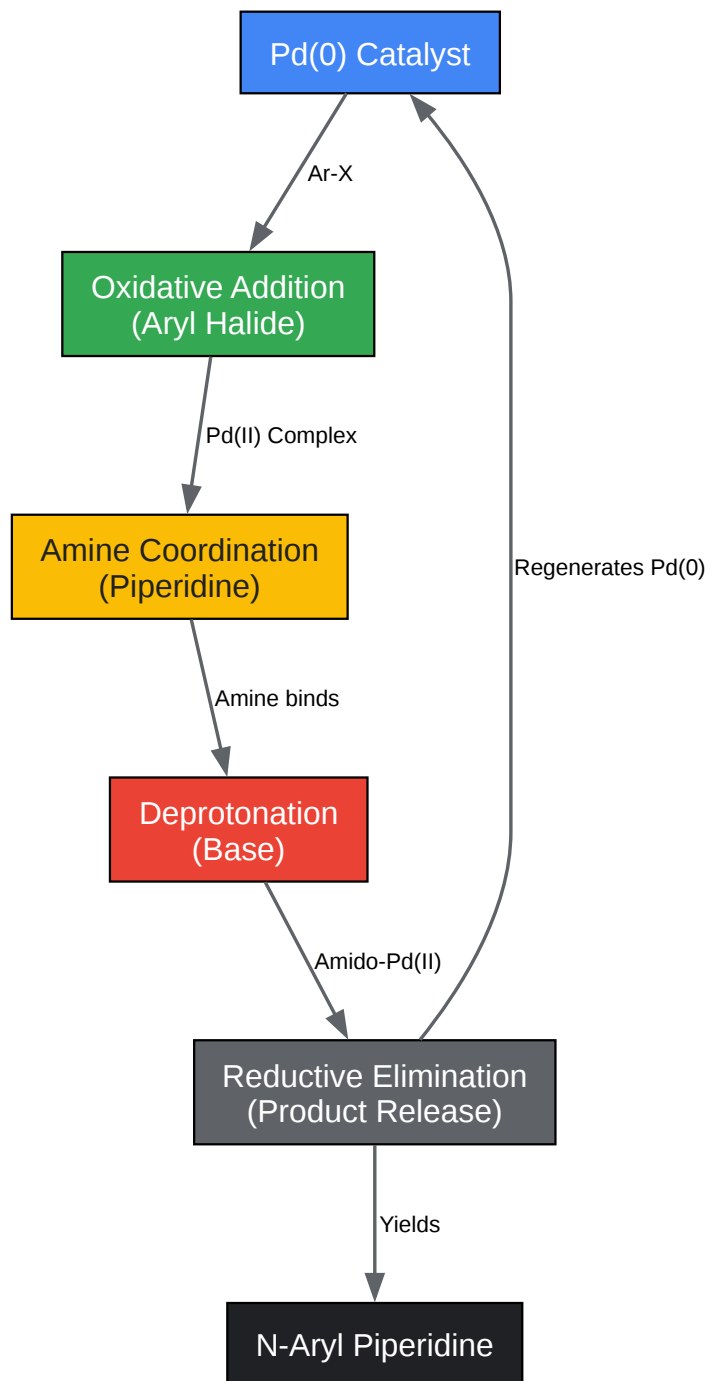 Pd(0) Catalyst
Ar-X
Oxidative Addition
(Aryl Halide)
Pd(II) Complex
Amine Coordination
(Piperidine)
Regenerates Pd(0)
Amine binds
Deprotonation
(Base)
Amido-Pd(II)
Reductive Elimination
(Product Release)
Yields
N-Aryl Piperidine